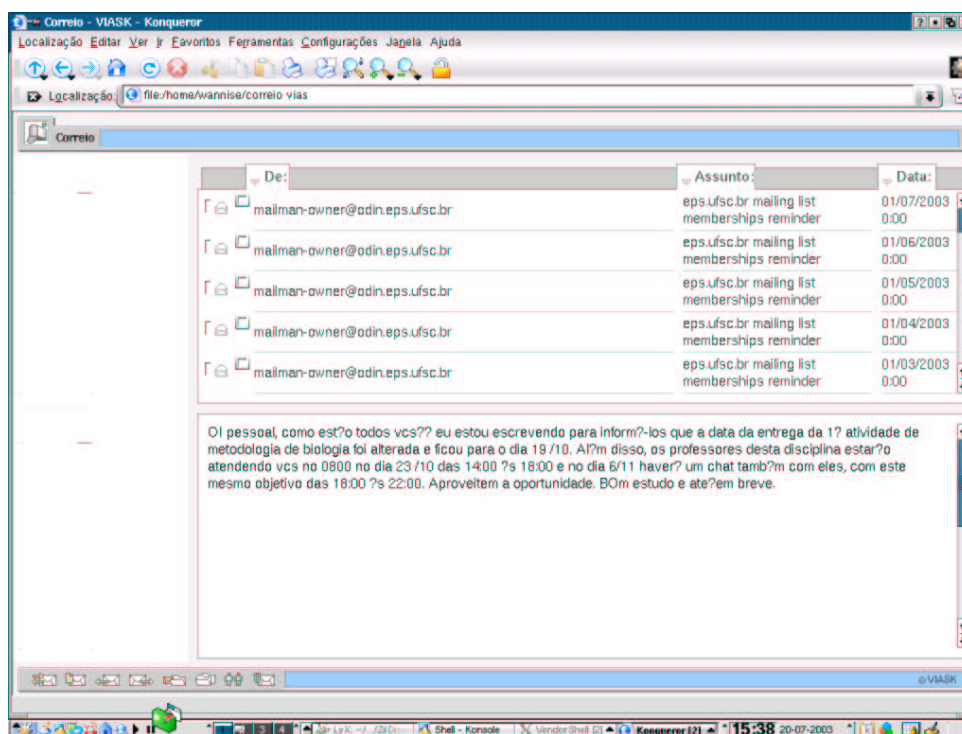 Correio - VIASK - Konqueror
Localização Editar Ver Ir Favoritos Ferramentas Configurações Janela Ajuda
Localização: file:/home/wannise/correio vias
Correio
De: Assunto: Data:
mailman-owner@odin.eps.ufsc.br eps.ufsc.br mailing list 01/07/2003
memberships reminder 0:00
mailman-owner@odin.eps.ufsc.br eps.ufsc.br mailing list 01/06/2003
memberships reminder 0:00
mailman-owner@odin.eps.ufsc.br eps.ufsc.br mailing list 01/05/2003
memberships reminder 0:00
mailman-owner@odin.eps.ufsc.br eps.ufsc.br mailing list 01/04/2003
memberships reminder 0:00
mailman-owner@odin.eps.ufsc.br eps.ufsc.br mailing list 01/03/2003
memberships reminder 0:00
OI pessoal, como est?o todos vcs?? eu estou escrevendo para inform?-los que a data da entrega da 1? atividade de
metodologia de biologia foi alterada e ficou para o dia 19 /10. Al?m disso, os professores desta disciplina estar?o
atendendo vcs no 0800 no dia 23 /10 das 14:00 ?s 18:00 e no dia 6/11 haver? um chat tamb?m com eles, com este
mesmo objetivo das 18:00 ?s 22:00. Aproveitem a oportunidade. BOm estudo e ate?em breve.
VIASK
1 2 3 4 Shell - Konsole VendorShell [2] Konqueror [2] 15:38 20-07-2003